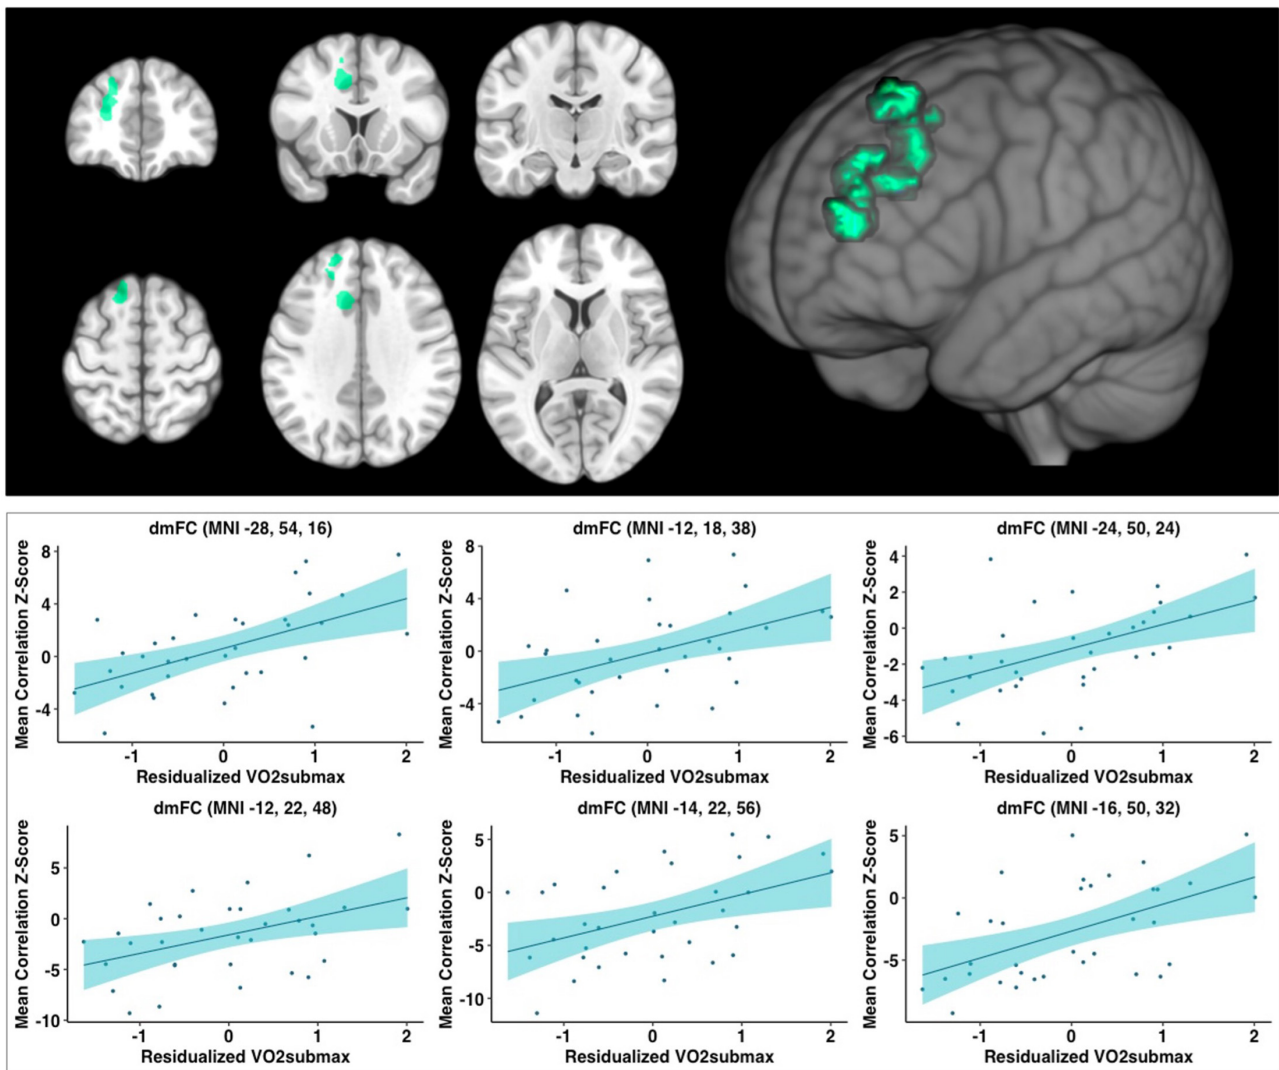 dmFC (MNI -28, 54, 16)
Mean Correlation Z-Score
8
4
0
-4
-1 0 1 2
Residualized VO2submax
dmFC (MNI -12, 18, 38)
Mean Correlation Z-Score
8
4
0
-4
-1 0 1 2
Residualized VO2submax
dmFC (MNI -24, 50, 24)
Mean Correlation Z-Score
4
2
0
-2
-4
-6
-1 0 1 2
Residualized VO2submax
dmFC (MNI -12, 22, 48)
Mean Correlation Z-Score
5
0
-5
-10
-1 0 1 2
Residualized VO2submax
dmFC (MNI -14, 22, 56)
Mean Correlation Z-Score
5
0
-5
-10
-1 0 1 2
Residualized VO2submax
dmFC (MNI -16, 50, 32)
Mean Correlation Z-Score
5
0
-5
-1 0 1 2
Residualized VO2submax